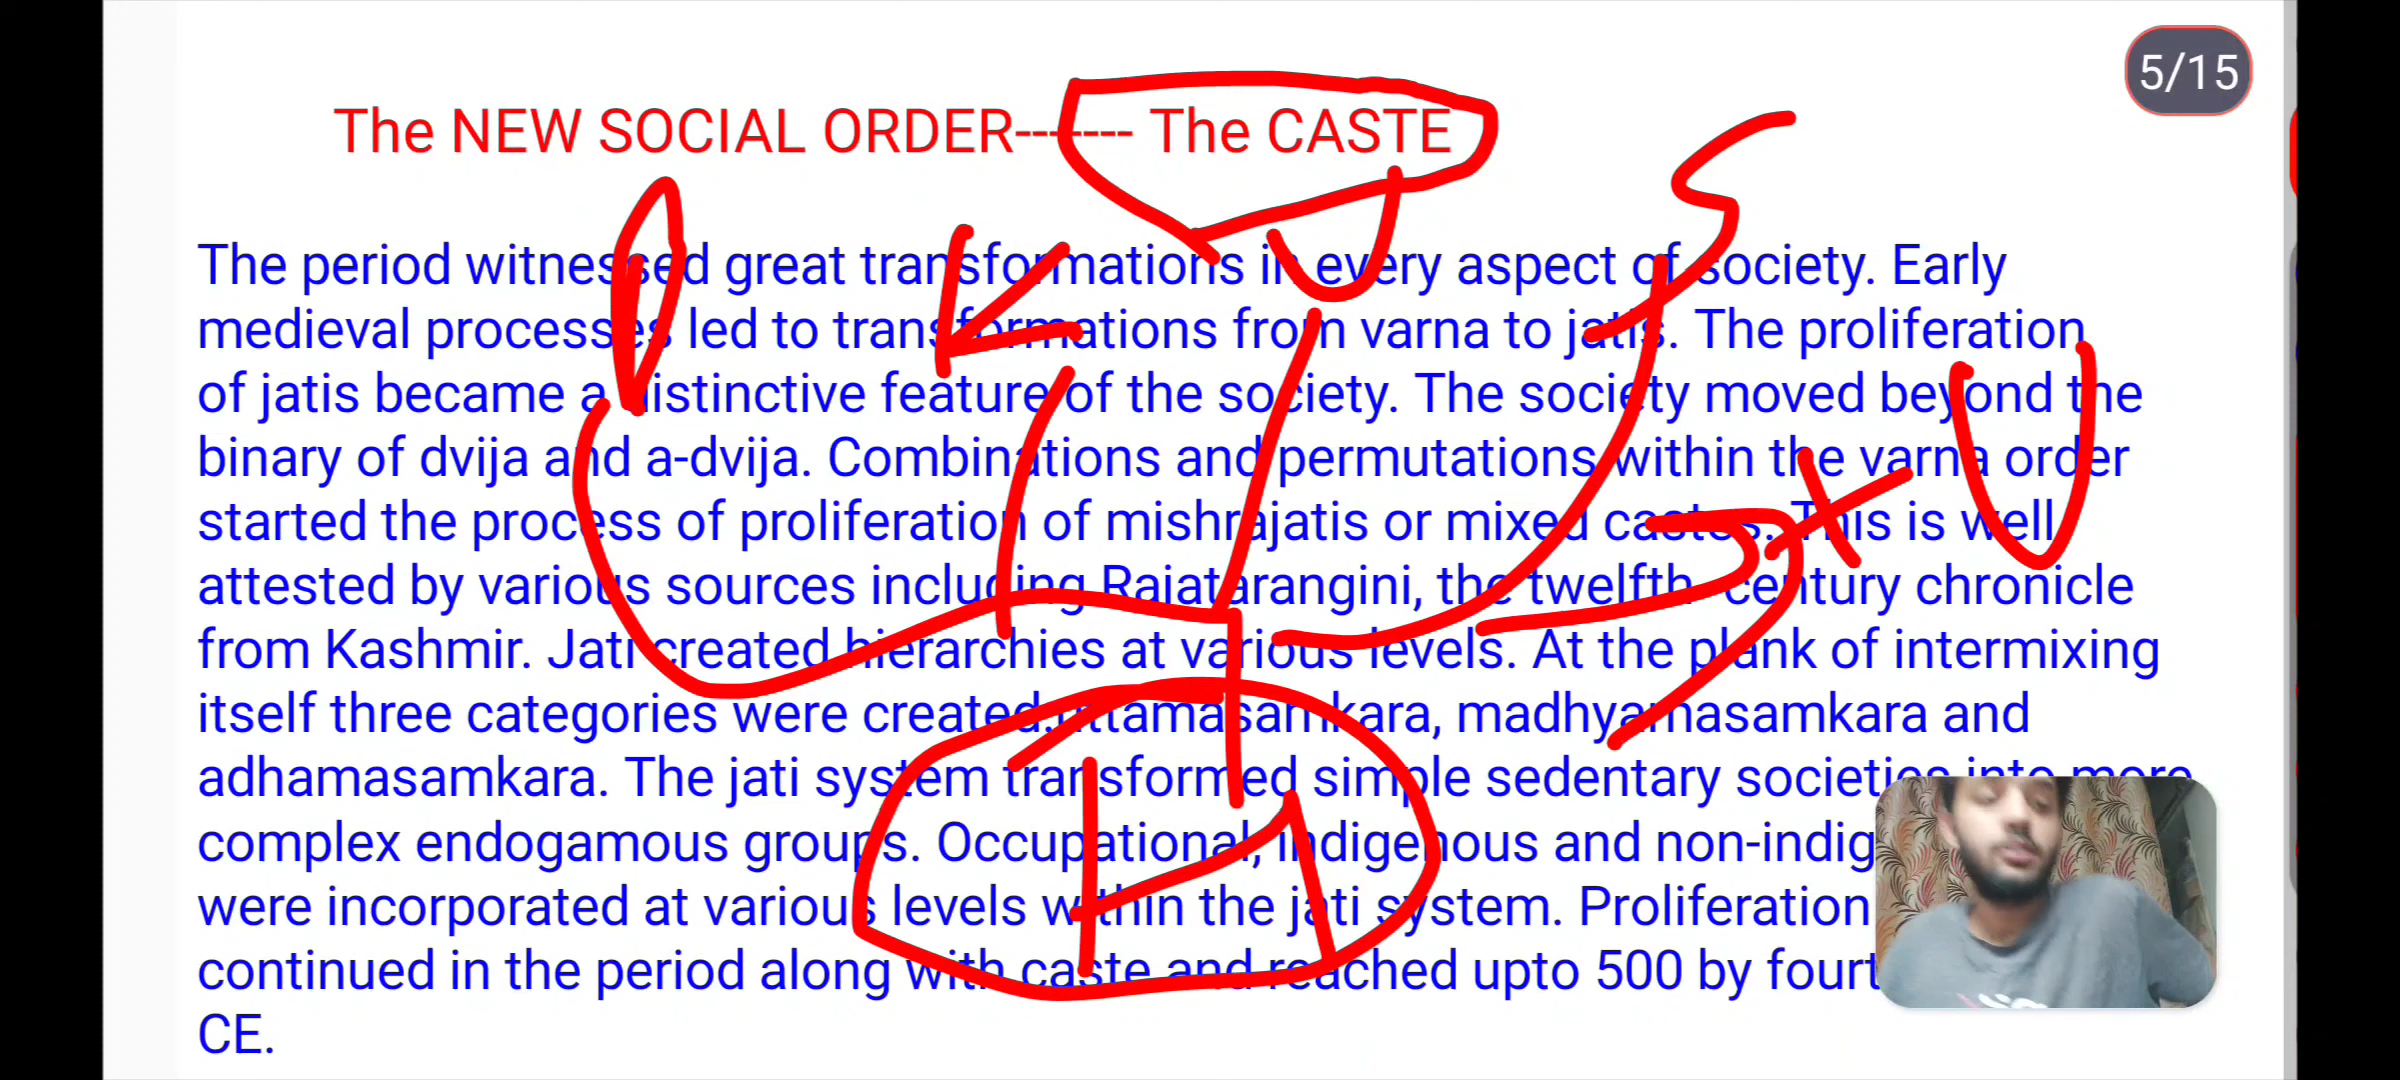 5/15
The NEW SOCIAL ORDER------- The CASTE
The period witnessed great transformations in every aspect of society. Early
medieval processes led to transformations from varna to jatis. The proliferation
of jatis became a distinctive feature of the society. The society moved beyond the
binary of dvija and a-dvija. Combinations and permutations within the varna order
started the process of proliferation of mishrajatis or mixed castes. This is well
attested by various sources including Rajatarangini, the twelfth- century chronicle
from Kashmir. Jati created hierarchies at various levels. At the plank of intermixing
itself three categories were created. uttamasamkara, madhyamasamkara and
adhamasamkara. The jati system transformed simple sedentary societies into more
complex endogamous groups. Occupational, indigenous and non-indig
were incorporated at various levels within the jati system. Proliferation
continued in the period along with caste and reached upto 500 by fourt
CE.